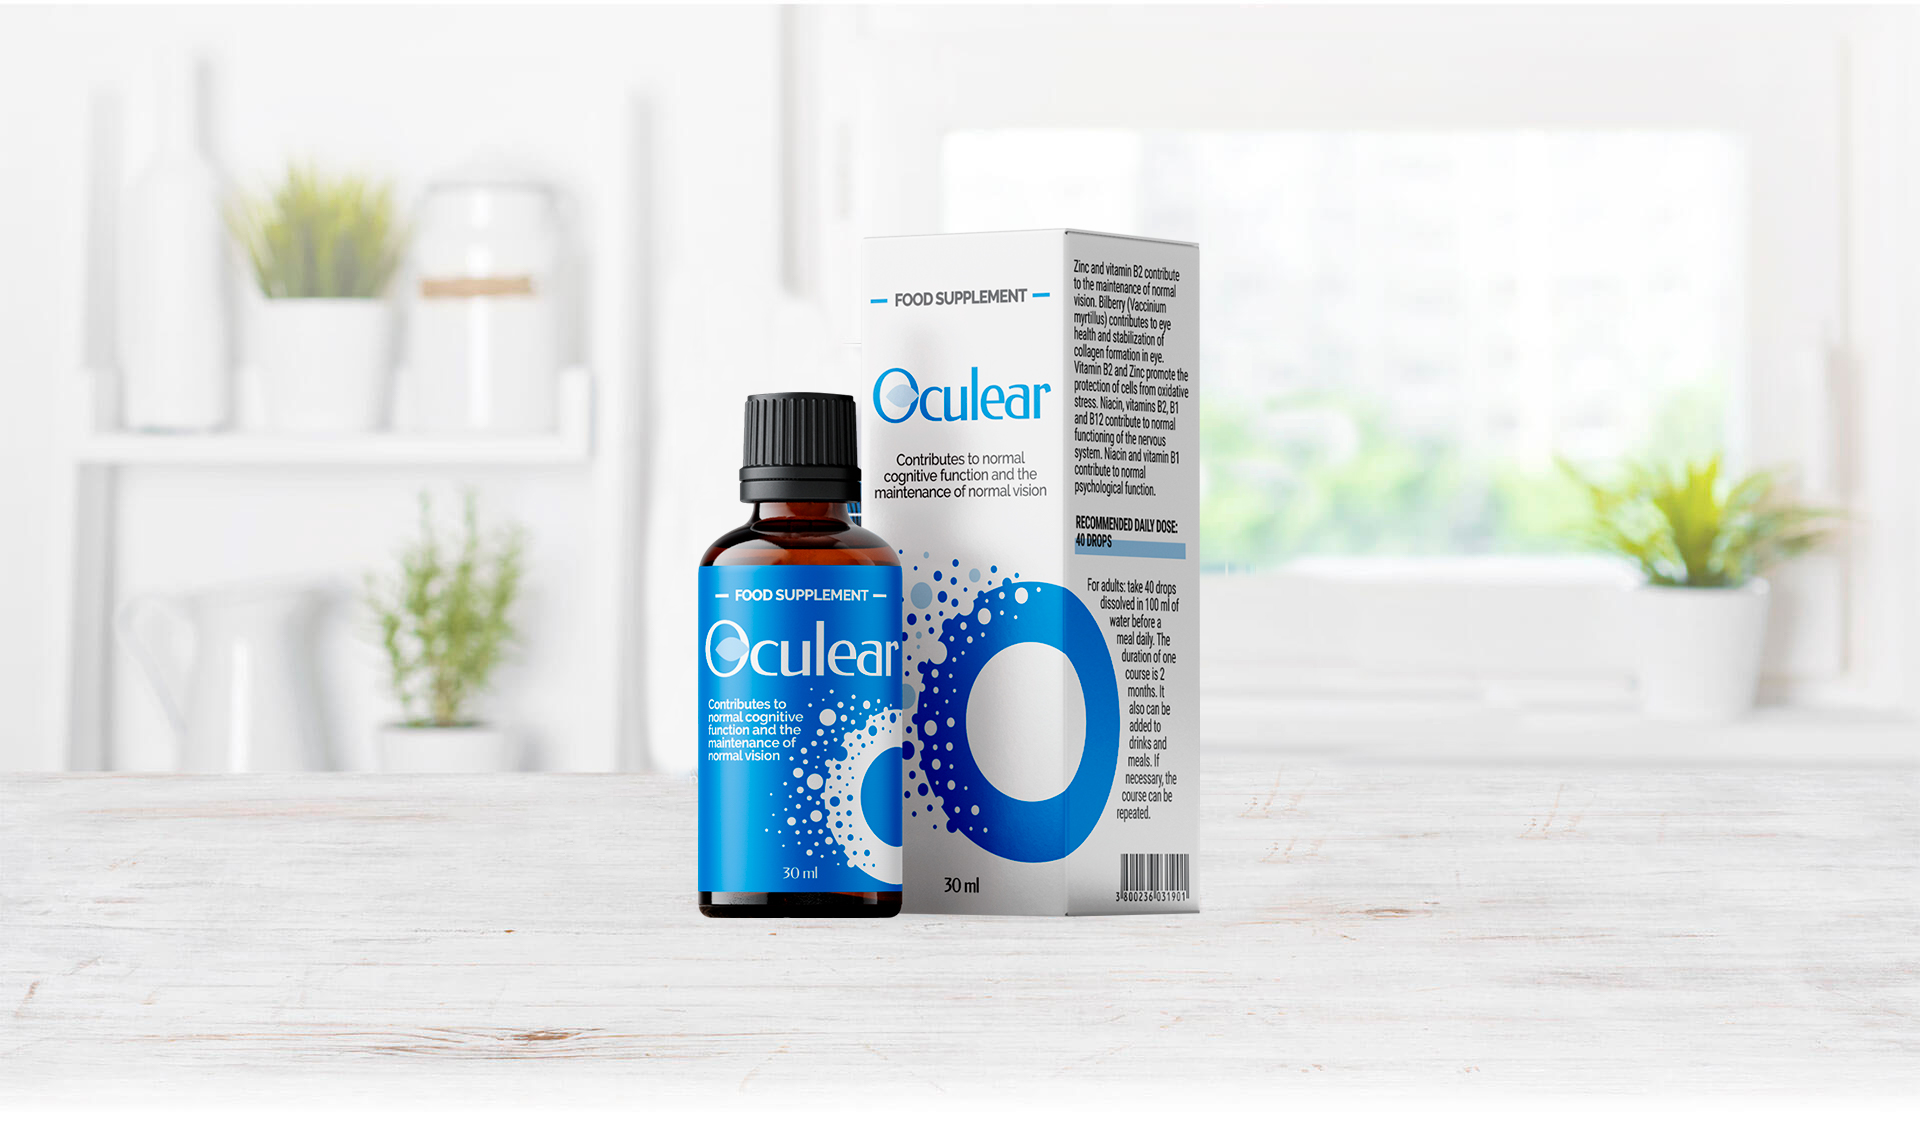 FOOD SUPPLEMENT
Oculear
Contributes to
normal cognitive
function and the
maintenance of
normal vision
30 ml
FOOD SUPPLEMENT
Oculear
Contributes to normal
cognitive function and the
maintenance of normal vision
30 ml
Zinc and vitamin B2 contribute
to the maintenance of normal
vision. Bilberry (Vaccinium
myrtillus) contributes to eye
health and stabilization of
collagen formation in eye.
Vitamin B2 and Zinc promote the
protection of cells from oxidative
stress. Niacin, vitamins B2, B1
and B12 contribute to normal
functioning of the nervous
system. Niacin and vitamin B1
contribute to normal
psychological function.
RECOMMENDED DAILY DOSE:
40 DROPS
For adults: take 40 drops
dissolved in 100 ml of
water before a
meal daily. The
duration of one
course is 2
months. It
also can be
added to
drinks and
meals. If
necessary, the
course can be
repeated.
3 800236 031901